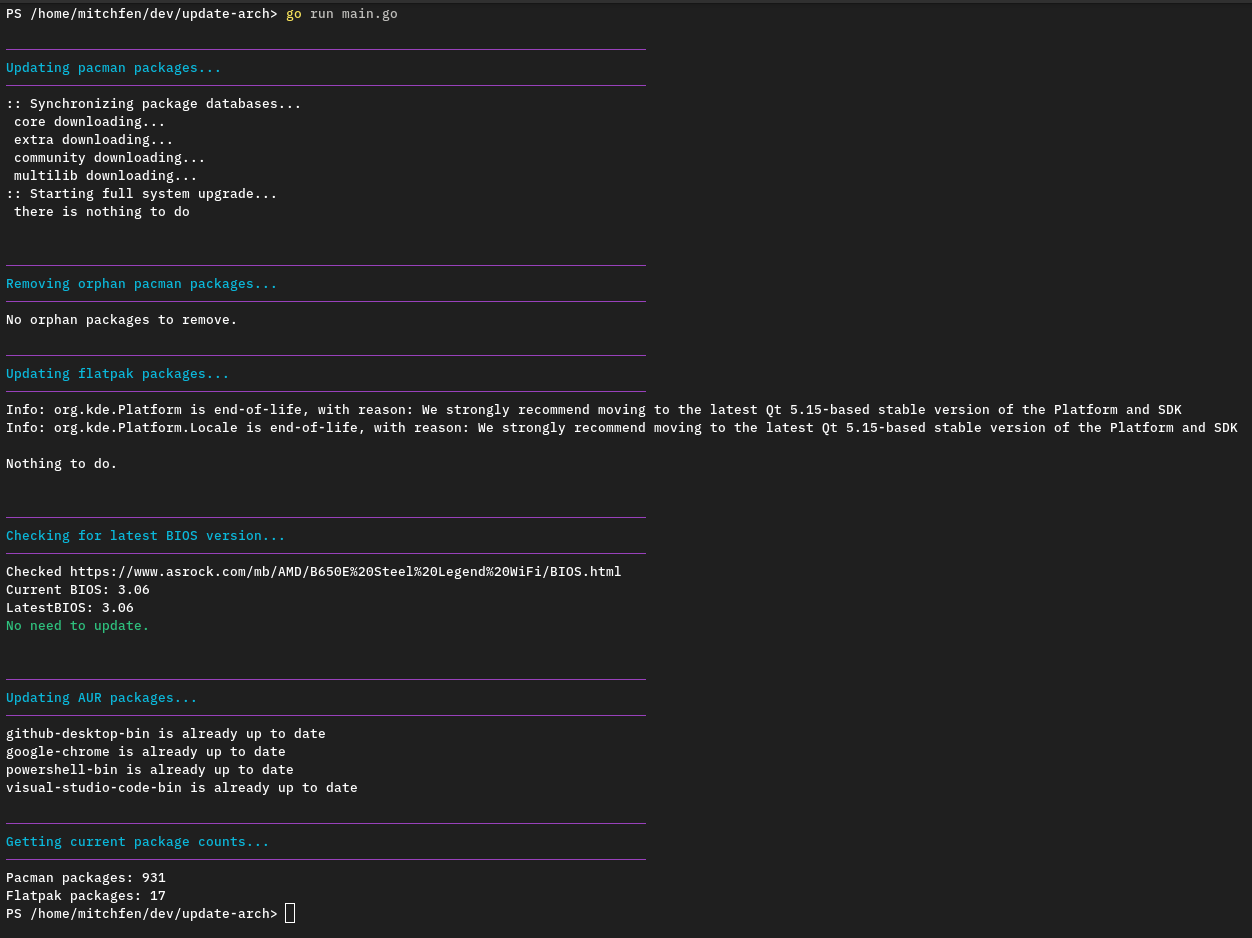 PS /home/mitchfen/dev/update-arch> go run main.go
Updating pacman packages...
:: Synchronizing package databases...
core downloading...
extra downloading...
community downloading...
multilib downloading...
:: Starting full system upgrade...
there is nothing to do
Removing orphan pacman packages...
No orphan packages to remove.
Updating flatpak packages...
Info: org.kde.Platform is end-of-life, with reason: We strongly recommend moving to the latest Qt 5.15-based stable version of the Platform and SDK
Info: org.kde.Platform.Locale is end-of-life, with reason: We strongly recommend moving to the latest Qt 5.15-based stable version of the Platform and SDK
Nothing to do.
Checking for latest BIOS version...
Checked https://www.asrock.com/mb/AMD/B650E%20Steel%20Legend%20WiFi/BIOS.html
Current BIOS: 3.06
LatestBIOS: 3.06
No need to update.
Updating AUR packages...
github-desktop-bin is already up to date
google-chrome is already up to date
powershell-bin is already up to date
visual-studio-code-bin is already up to date
Getting current package counts...
Pacman packages: 931
Flatpak packages: 17
PS /home/mitchfen/dev/update-arch>